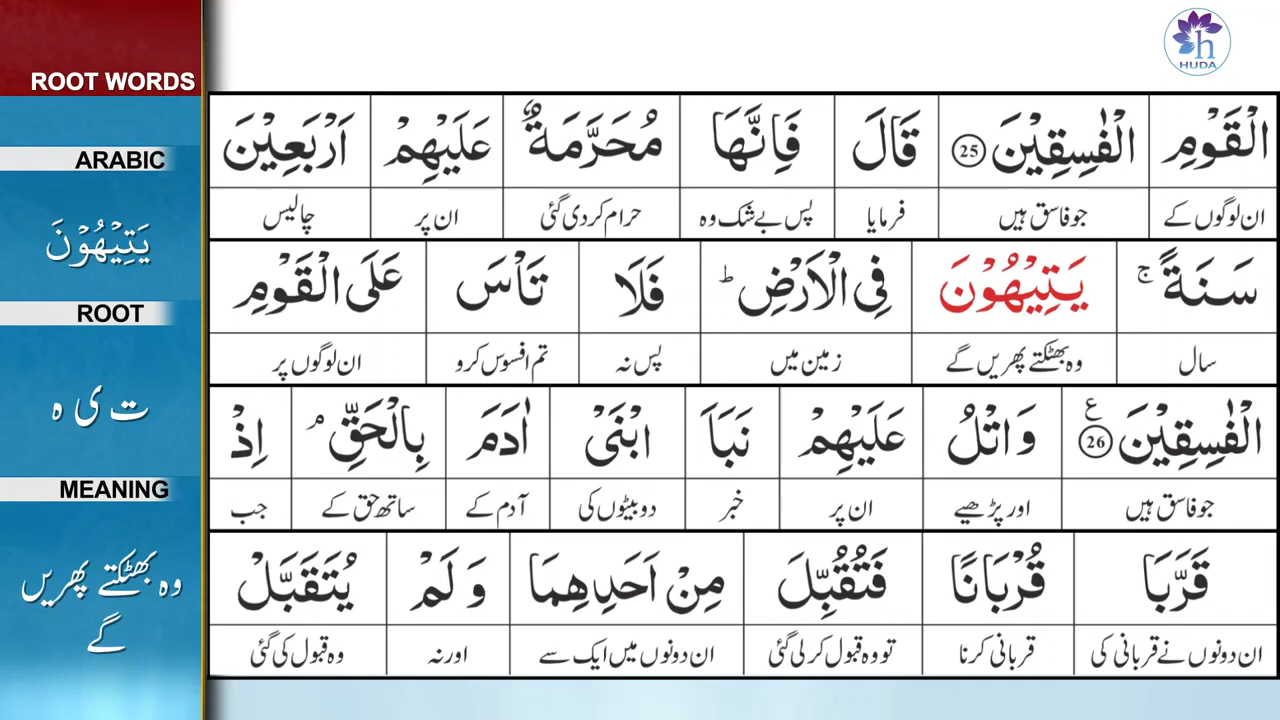 HUDA
ROOT WORDS
ARABIC
يَتِيْهُوْنَ
ROOT
ت ی ہ
MEANING
وہ بھٹکتے پھریں
گے
الْقَوْمِ الْفٰسِقِيْنَ 25 قَالَ فَاِنَّهَا مُحَرَّمَةٌ عَلَيْهِمْ اَرْبَعِيْنَ
ان لوگوں کے جو فاسق ہیں فرمایا پس بے شک وہ حرام کردی گئی ان پر چالیس
سَنَةً ۚ يَتِيْهُوْنَ فِى الْاَرْضِ ؕ فَلَا تَاْسَ عَلَى الْقَوْمِ
سال وہ بھٹکتے پھریں گے زمین میں پس نہ تم افسوس کرو ان لوگوں پر
الْفٰسِقِيْنَ 26 ع وَاتْلُ عَلَيْهِمْ نَبَاَ ابْنَىْ اٰدَمَ بِالْحَقِّ ۘ اِذْ
جو فاسق ہیں اور پڑھیے ان پر خبر دو بیٹوں کی آدم کے ساتھ حق کے جب
قَرَّبَا قُرْبَانًا فَتُقُبِّلَ مِنْ اَحَدِهِمَا وَلَمْ يُتَقَبَّلْ
ان دونوں نے قربانی کی قربانی کرنا تو وہ قبول کرلی گئی ان دونوں میں ایک سے اور نہ وہ قبول کی گئی